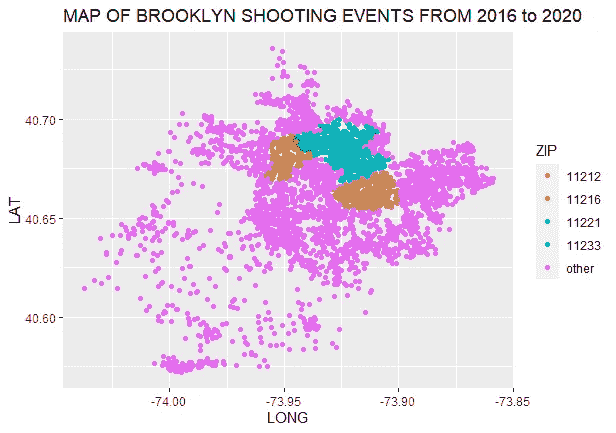 MAP OF BROOKLYN SHOOTING EVENTS FROM 2016 to 2020
40.70
40.65
40.60
LAT
-74.00
-73.95
-73.90
-73.85
LONG
ZIP
11212
11216
11221
11233
other